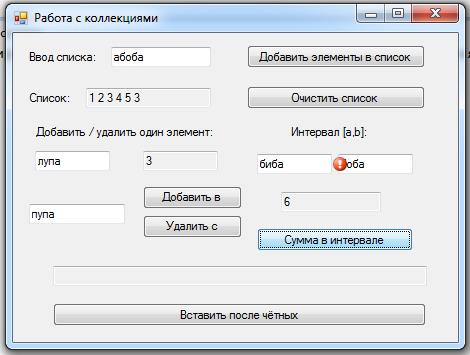 Работа с коллекциями
Ввод списка: абоба Добавить элементы в список
Список: 1 2 3 4 5 3 Очистить список
Добавить / удалить один элемент: Интервал [a,b]:
лупа 3 биба оба
Добавить в 6
пупа
Удалить с Сумма в интервале
Вставить после чётных